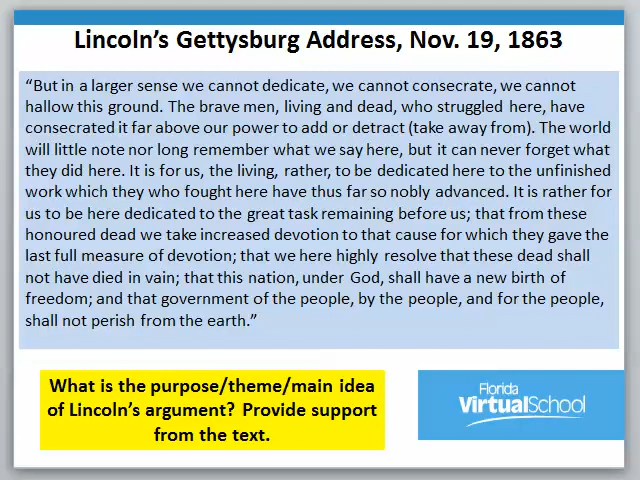 Lincoln's Gettysburg Address, Nov. 19, 1863
“But in a larger sense we cannot dedicate, we cannot consecrate, we cannot
hallow this ground. The brave men, living and dead, who struggled here, have
consecrated it far above our power to add or detract (take away from). The world
will little note nor long remember what we say here, but it can never forget what
they did here. It is for us, the living, rather, to be dedicated here to the unfinished
work which they who fought here have thus far so nobly advanced. It is rather for
us to be here dedicated to the great task remaining before us; that from these
honoured dead we take increased devotion to that cause for which they gave the
last full measure of devotion; that we here highly resolve that these dead shall
not have died in vain; that this nation, under God, shall have a new birth of
freedom; and that government of the people, by the people, and for the people,
shall not perish from the earth.”
What is the purpose/theme/main idea
of Lincoln's argument? Provide support
from the text.
Florida
VirtualSchool